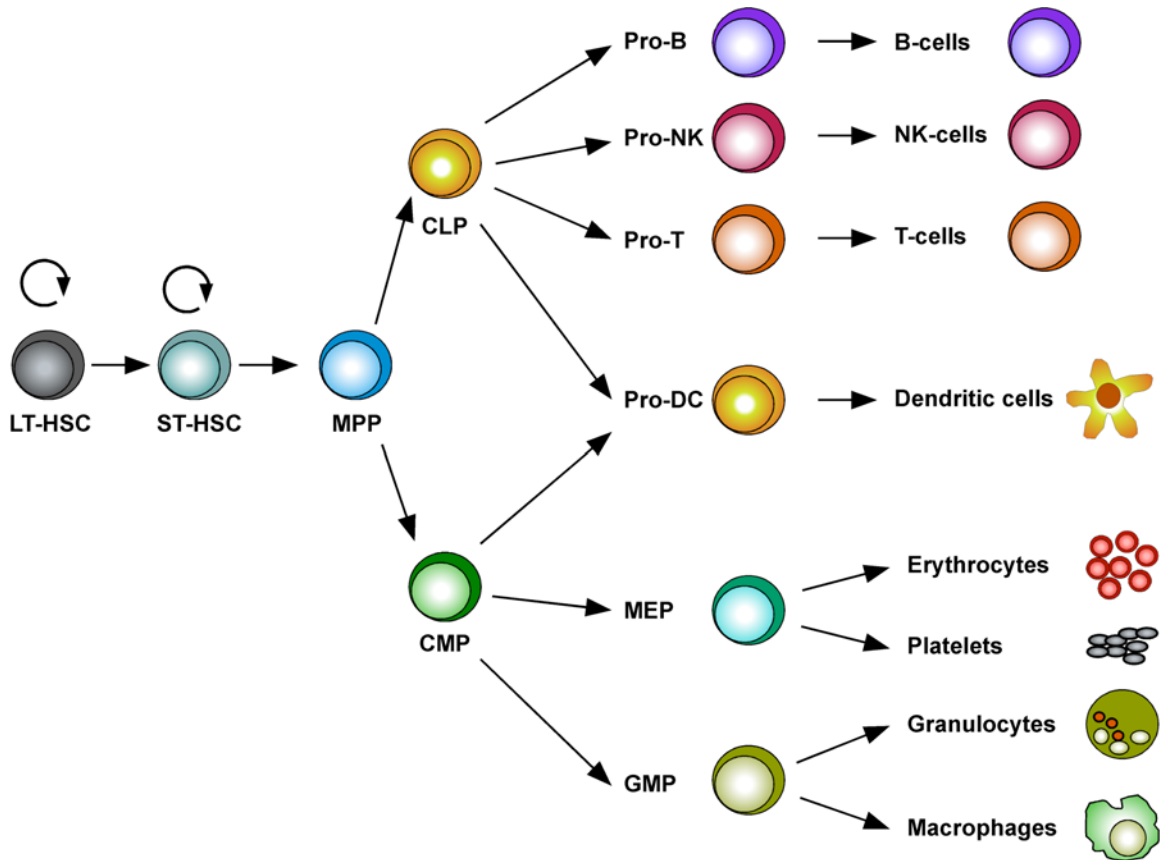 Pro-B
B-cells
Pro-NK
NK-cells
CLP
Pro-T
T-cells
LT-HSC
ST-HSC
MPP
Pro-DC
Dendritic cells
CMP
MEP
Erythrocytes
Platelets
GMP
Granulocytes
Macrophages